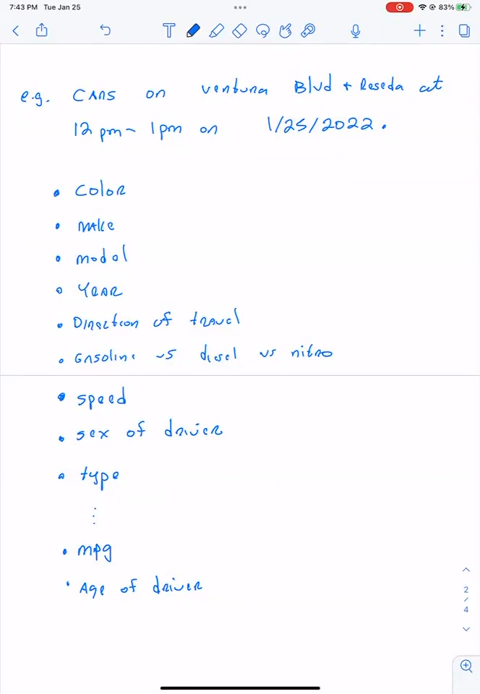 7:43 PM Tue Jan 25
83%
e.g. CARS on Ventura Blvd + Reseda at
12pm - 1pm on 1/25/2022.
• COLOR
• MAKE
• model
• YEAR
• DIRECTION of travel
• GASOLINE vs diesel vs nitro
• speed
• sex of driver
• type
⋮
• mpg
• Age of driver
2
/
4